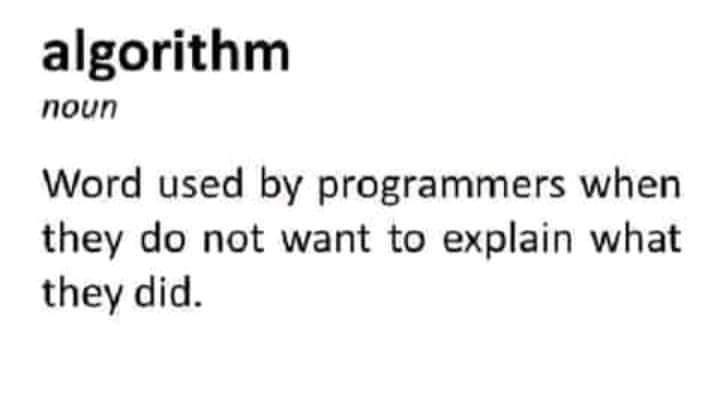 algorithm
noun
Word used by programmers when
they do not want to explain what
they did.